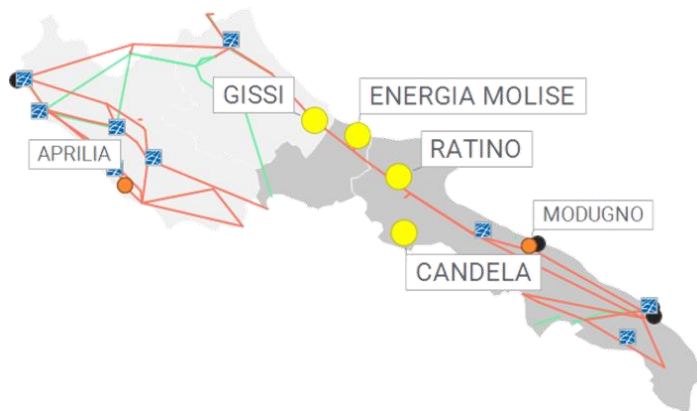 GISSI
ENERGIA MOLISE
APRILIA
RATINO
MODUGNO
CANDELA